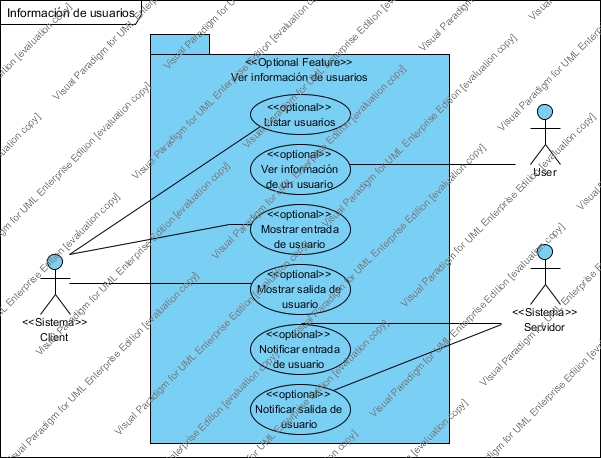 Información de usuarios
<<Optional Feature>>
Ver información de usuarios
<<optional>>
Listar usuarios
<<optional>>
Ver información
de un usuario
User
<<optional>>
Mostrar entrada
de usuario
<<optional>>
Mostrar salida de
usuario
<<Sistema>>
Client
<<Sistema>>
Servidor
<<optional>>
Notificar entrada
de usuario
<<optional>>
Notificar salida de
usuario
Visual Paradigm for UML Enterprise Edition [evaluation copy]